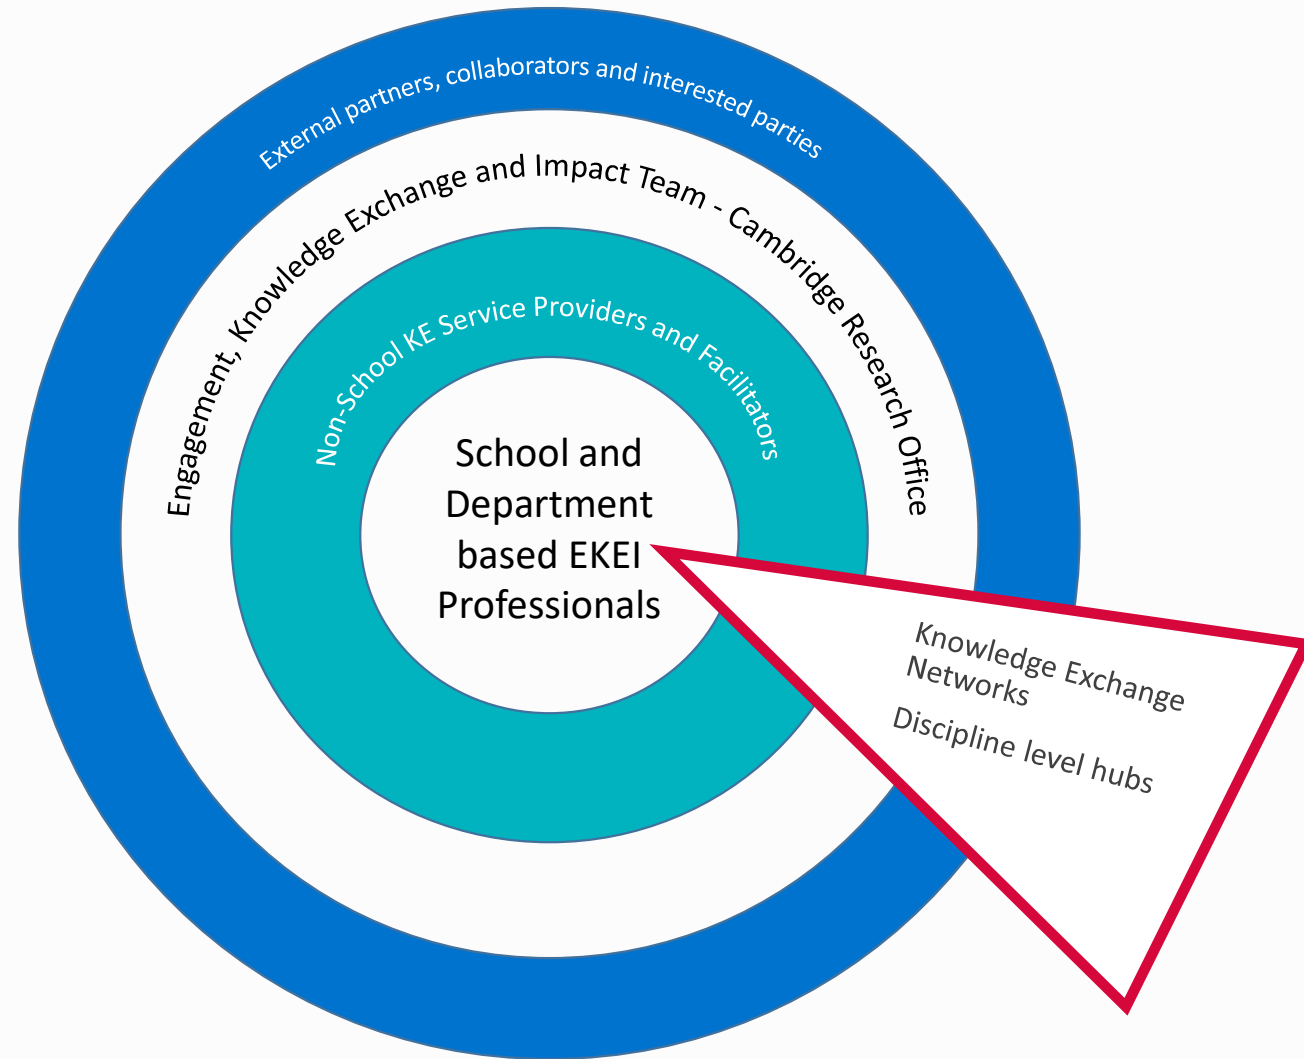 External partners, collaborators and interested parties
Engagement, Knowledge Exchange and Impact Team - Cambridge Research Office
Non-School KE Service Providers and Facilitators
School and
Department
based EKEI
Professionals
Knowledge Exchange
Networks
Discipline level hubs